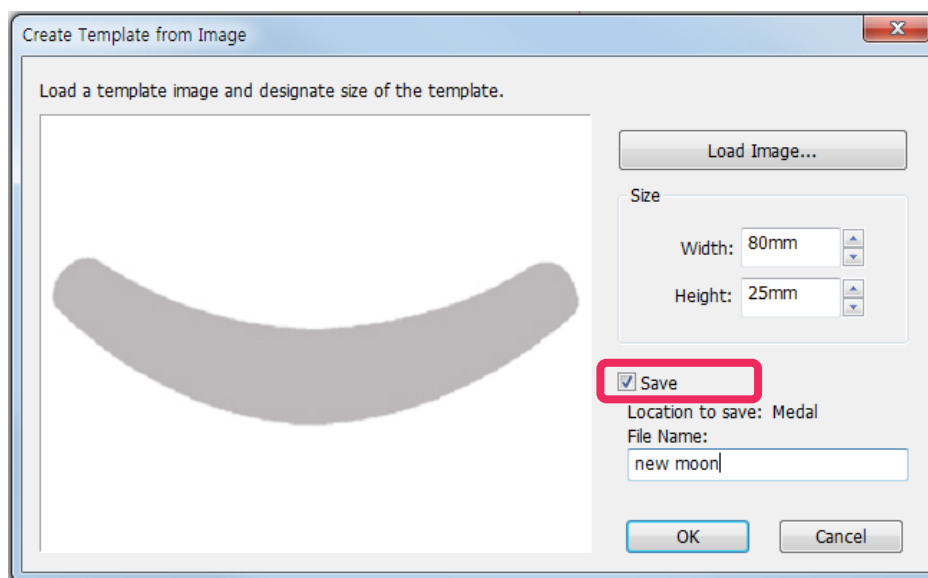 Create Template from Image
Load a template image and designate size of the template.
Load Image...
Size
Width: 80mm
Height: 25mm
Save
Location to save: Medal
File Name:
new moon
OK Cancel